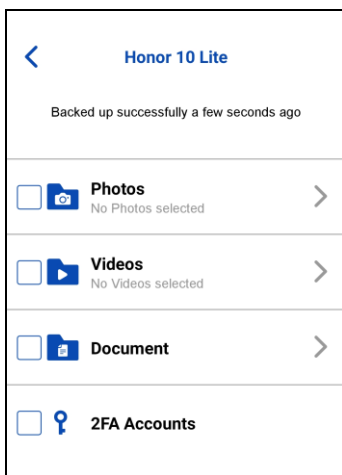 Honor 10 Lite
Backed up successfully a few seconds ago
Photos
No Photos selected
Videos
No Videos selected
Document
2FA Accounts